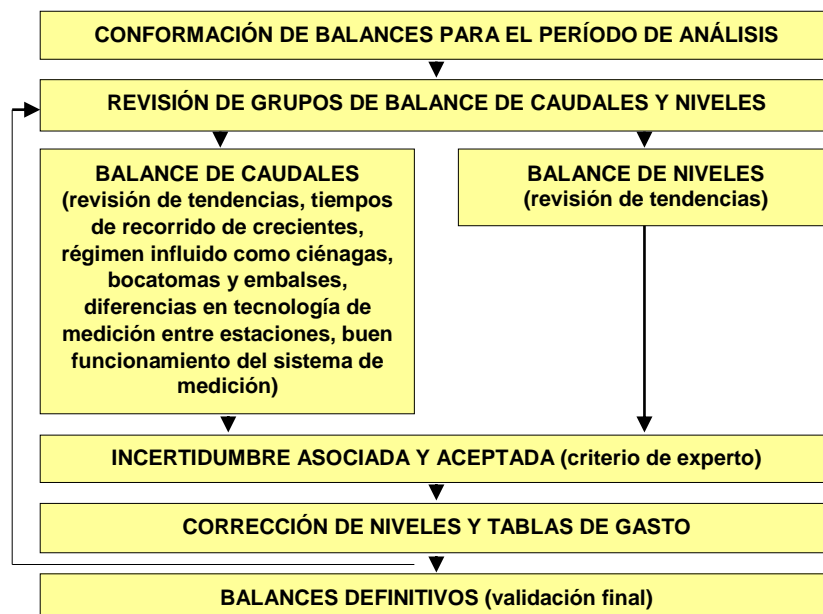 CONFORMACIÓN DE BALANCES PARA EL PERÍODO DE ANÁLISIS
REVISIÓN DE GRUPOS DE BALANCE DE CAUDALES Y NIVELES
BALANCE DE CAUDALES
(revisión de tendencias, tiempos
de recorrido de crecientes,
régimen influido como ciénagas,
bocatomas y embalses,
diferencias en tecnología de
medición entre estaciones, buen
funcionamiento del sistema de
medición)
BALANCE DE NIVELES
(revisión de tendencias)
INCERTIDUMBRE ASOCIADA Y ACEPTADA (criterio de experto)
CORRECCIÓN DE NIVELES Y TABLAS DE GASTO
BALANCES DEFINITIVOS (validación final)